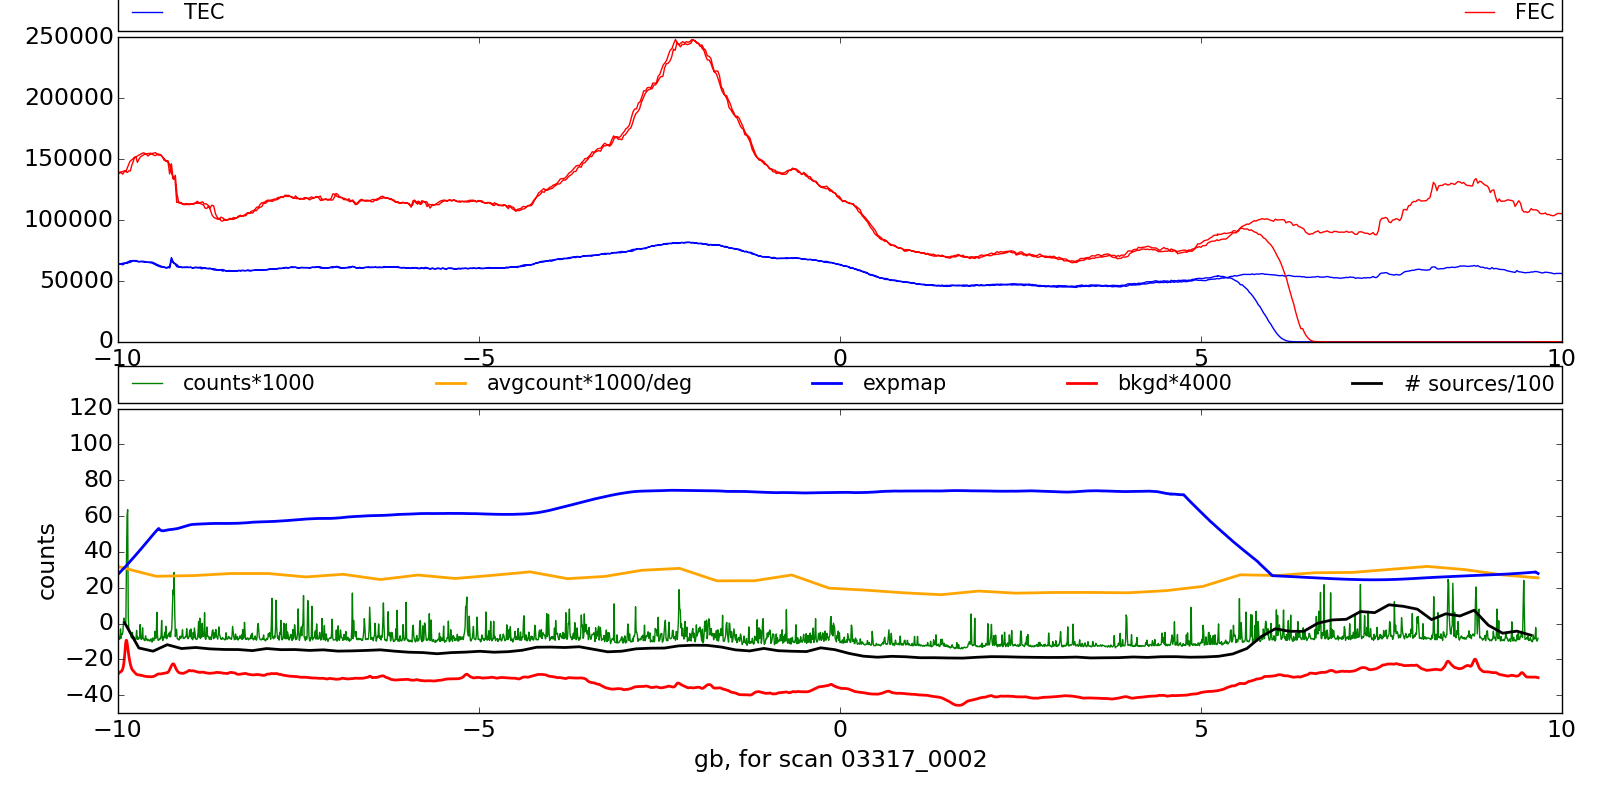 TEC FEC
250000
200000
150000
100000
50000
0
−10 −5 0 5 10
counts*1000 avgcount*1000/deg expmap bkgd*4000 # sources/100
120
100
80
60
40
20
0
−20
−40
counts
−10 −5 0 5 10
gb, for scan 03317_0002